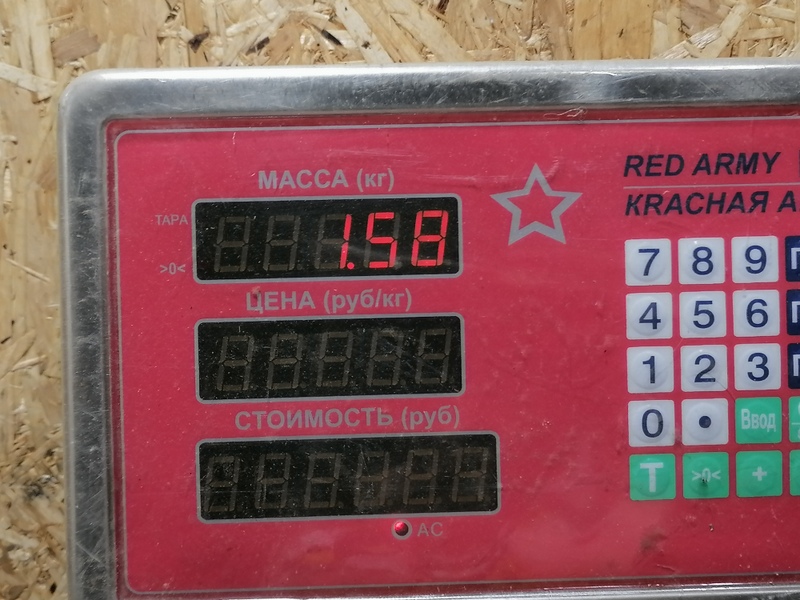 МАССА (кг)
RED ARMY
KRACHAЯ А
ТАРА
1.58
>0<
7 8 9
ЦЕНА (руб/кг)
4 5 6
1 2 3
СТОИМОСТЬ (руб)
0 • Ввод
T >0< +
AC